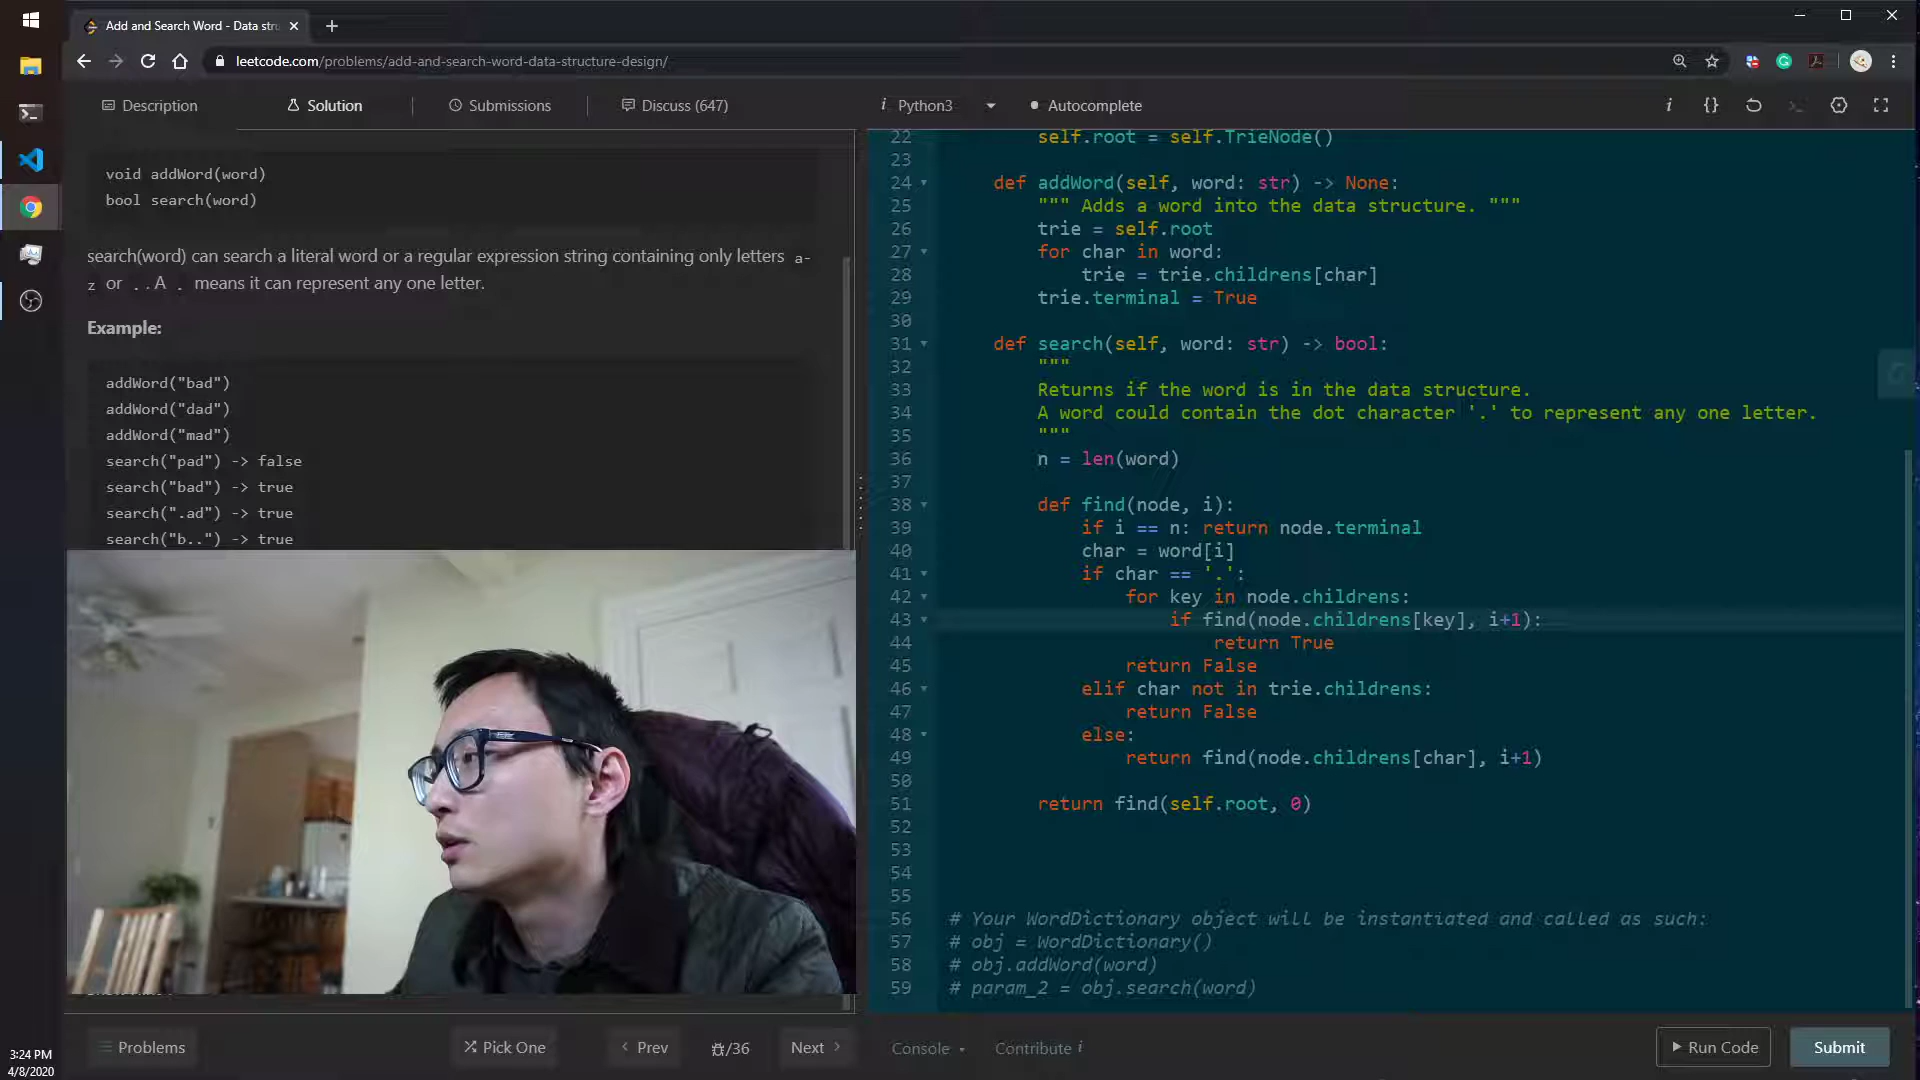 Add and Search Word - Data stru
leetcode.com/problems/add-and-search-word-data-structure-design/
Description
Solution
Submissions
Discuss (647)
i Python3
Autocomplete
void addWord(word)
bool search(word)
search(word) can search a literal word or a regular expression string containing only letters a-
z or . . A . means it can represent any one letter.
Example:
addWord("bad")
addWord("dad")
addWord("mad")
search("pad") -> false
search("bad") -> true
search(".ad") -> true
search("b..") -> true
22 self.root = self.TrieNode()
23
24 def addWord(self, word: str) -> None:
25 """ Adds a word into the data structure. """
26 trie = self.root
27 for char in word:
28 trie = trie.childrens[char]
29 trie.terminal = True
30
31 def search(self, word: str) -> bool:
32 """
33 Returns if the word is in the data structure.
34 A word could contain the dot character '.' to represent any one letter.
35 """
36 n = len(word)
37
38 def find(node, i):
39 if i == n: return node.terminal
40 char = word[i]
41 if char == '.':
42 for key in node.childrens:
43 if find(node.childrens[key], i+1):
44 return True
45 return False
46 elif char not in trie.childrens:
47 return False
48 else:
49 return find(node.childrens[char], i+1)
50
51 return find(self.root, 0)
52
53
54
55
56 # Your WordDictionary object will be instantiated and called as such:
57 # obj = WordDictionary()
58 # obj.addWord(word)
59 # param_2 = obj.search(word)
Problems
Pick One
Prev
/36
Next
Console
Contribute i
Run Code
Submit
3:24 PM
4/8/2020